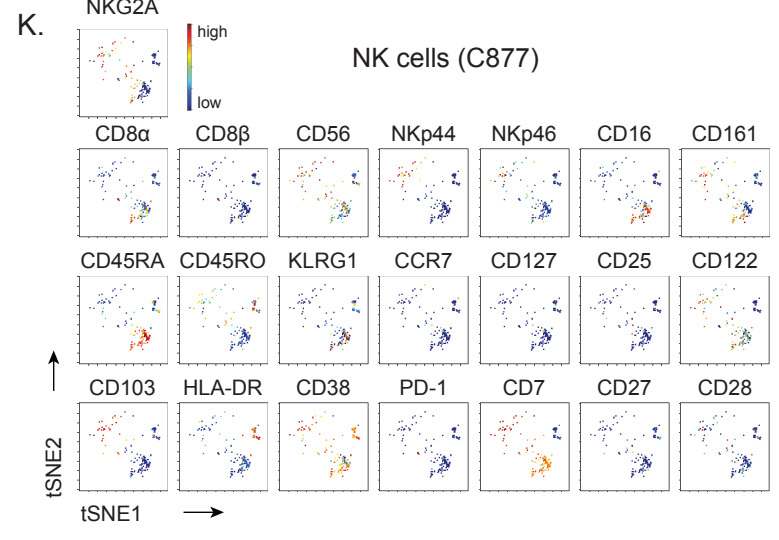 NKG2A
K.
high
low
NK cells (C877)
CD8α CD8β CD56 NKp44 NKp46 CD16 CD161
CD45RA CD45RO KLRG1 CCR7 CD127 CD25 CD122
CD103 HLA-DR CD38 PD-1 CD7 CD27 CD28
tSNE2
tSNE1